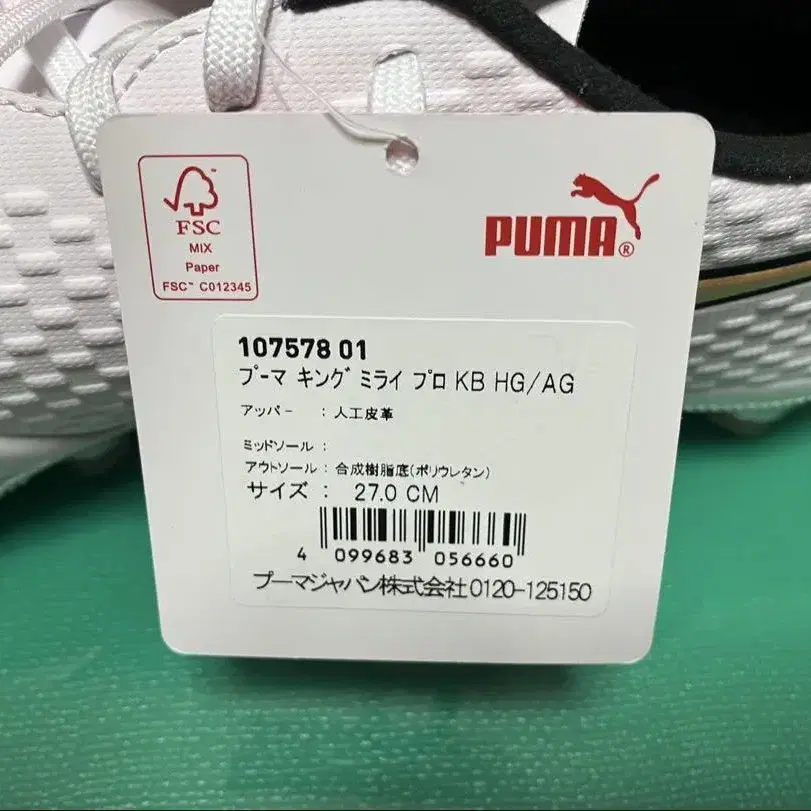 FSC
MIX
Paper
FSC™ C012345
PUMA®
107578 01
プーマ キング ミライ プロ KB HG/AG
アッパー : 人工皮革
ミッドソール :
アウトソール : 合成樹脂底(ポリウレタン)
サイズ : 27.0 CM
4 099683 056660
プーマジャパン株式会社0120-125150